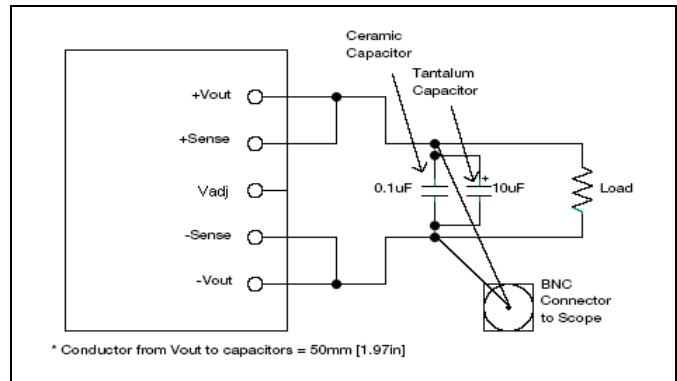 Ceramic
Capacitor
Tantalum
Capacitor
+Vout
+Sense
Vadj
-Sense
-Vout
0.1uF
+
10uF
Load
BNC
Connector
to Scope
* Conductor from Vout to capacitors = 50mm [1.97in]